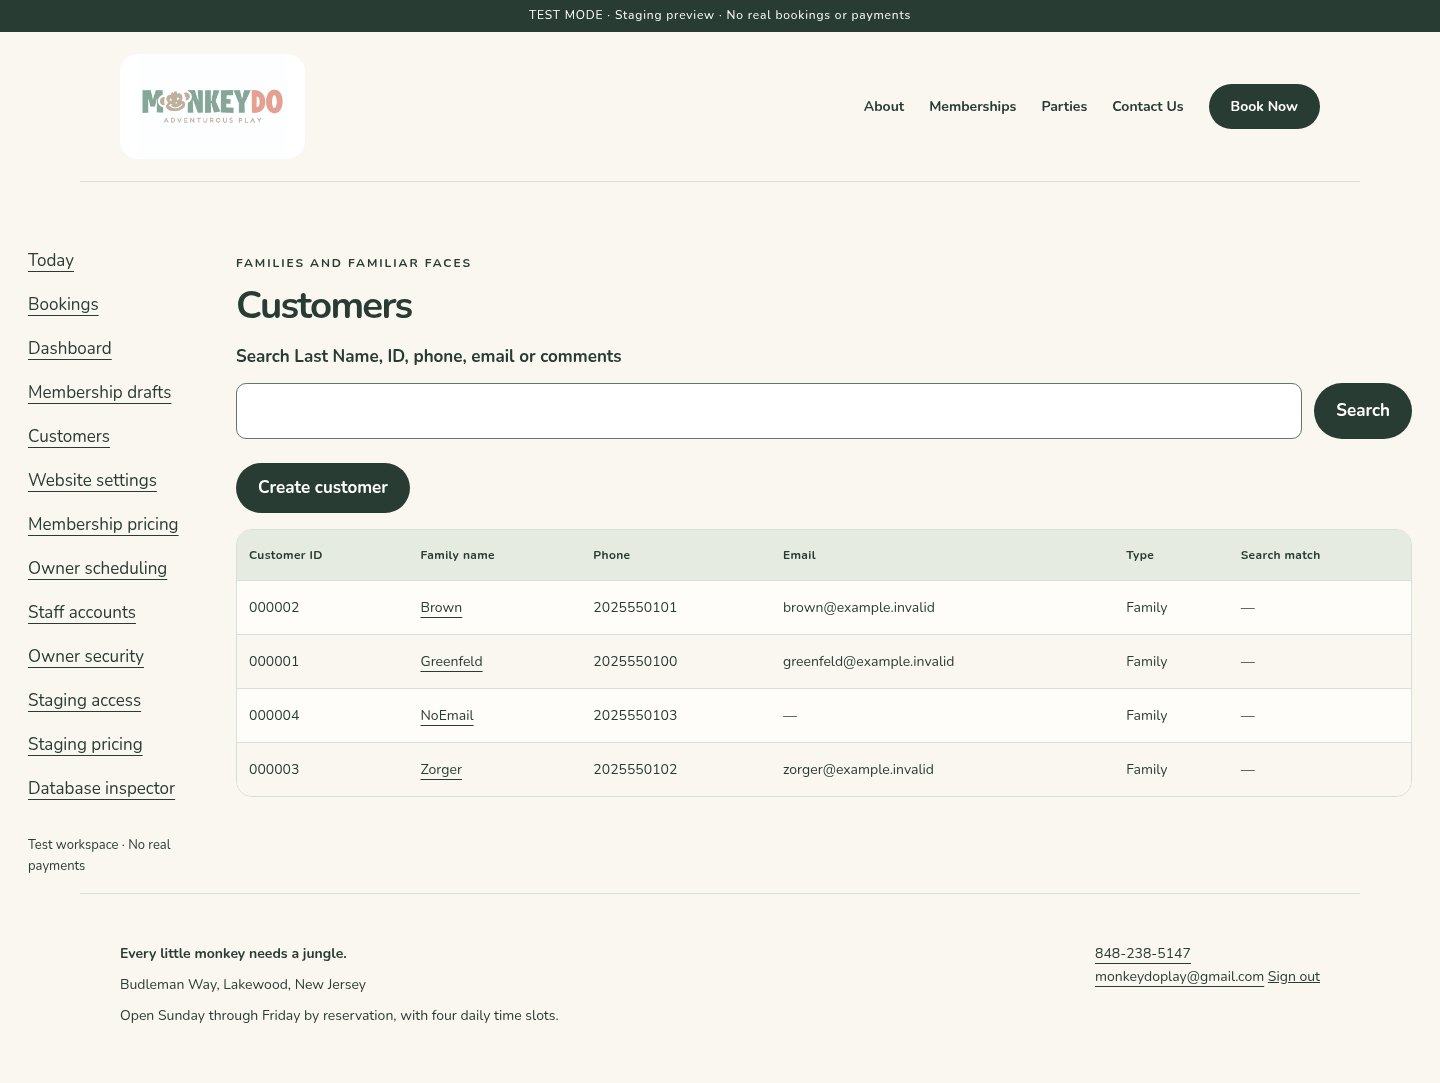 TEST MODE · Staging preview · No real bookings or payments
MONKEYDO
ADVENTUROUS PLAY
About Memberships Parties Contact Us Book Now
Today
Bookings
Dashboard
Membership drafts
Customers
Website settings
Membership pricing
Owner scheduling
Staff accounts
Owner security
Staging access
Staging pricing
Database inspector
Test workspace · No real
payments
FAMILIES AND FAMILIAR FACES
Customers
Search Last Name, ID, phone, email or comments
Search
Create customer
Customer ID Family name Phone Email Type Search match
000002 Brown 2025550101 brown@example.invalid Family —
000001 Greenfeld 2025550100 greenfeld@example.invalid Family —
000004 NoEmail 2025550103 — Family —
000003 Zorger 2025550102 zorger@example.invalid Family —
Every little monkey needs a jungle.
Budleman Way, Lakewood, New Jersey
Open Sunday through Friday by reservation, with four daily time slots.
848-238-5147
monkeydoplay@gmail.com Sign out